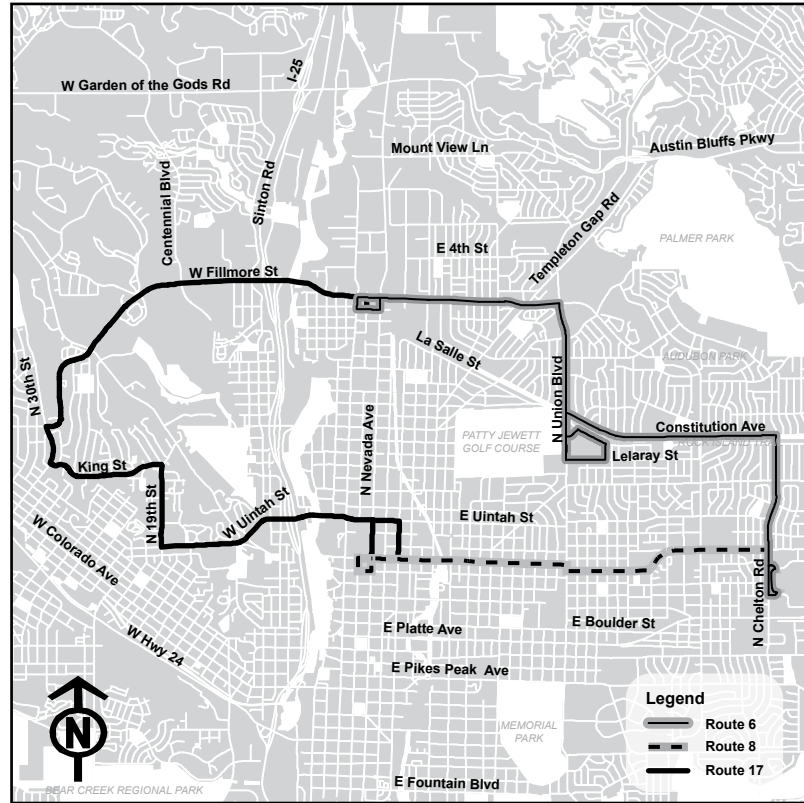 I-25
W Garden of the Gods Rd
Mount View Ln
Austin Bluffs Pkwy
Centennial Blvd
Sinton Rd
Templeton Gap Rd
PALMER PARK
E 4th St
W Fillmore St
La Salle St
N 30th St
N Union Blvd
AUDUBON PARK
N Nevada Ave
PATTY JEWETT
GOLF COURSE
Constitution Ave
ROCK ISLAND TRAIL
Lelaray St
King St
N 19th St
W Uintah St
E Uintah St
W Colorado Ave
N Chelton Rd
E Boulder St
E Platte Ave
W Hwy 24
E Pikes Peak Ave
N
MEMORIAL
PARK
Legend
Route 6
Route 8
Route 17
BEAR CREEK REGIONAL PARK
E Fountain Blvd